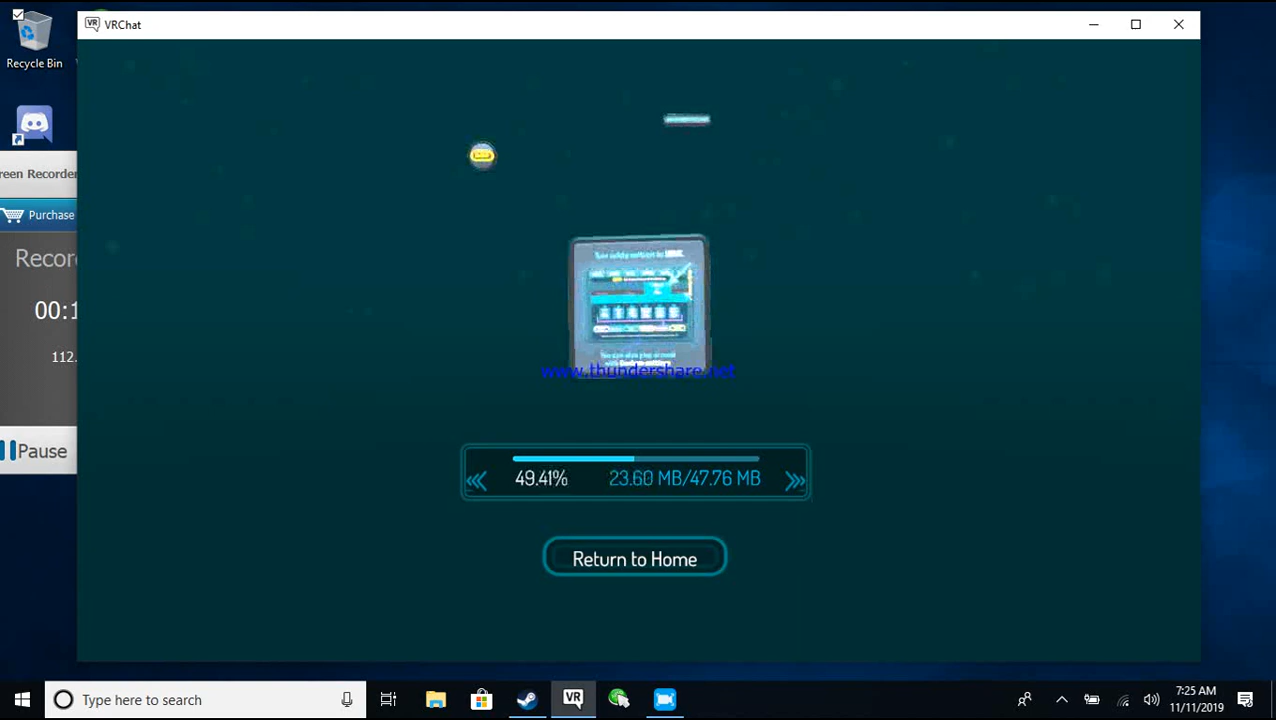 VRChat
Recycle Bin
reen Recorder
Purchase
Recor
00:1
112.
Pause
www.thundershare.net
49.41% 23.60 MB/47.76 MB
Return to Home
Type here to search
7:25 AM
11/11/2019